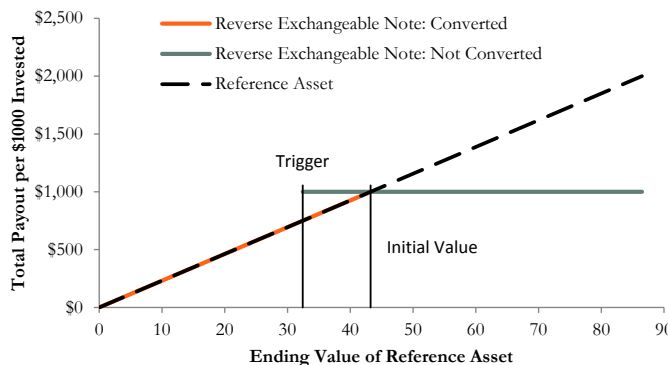 $2,500
$2,000
$1,500
$1,000
$500
$0
Total Payout per $1000 Invested
Reverse Exchangeable Note: Converted
Reverse Exchangeable Note: Not Converted
Reference Asset
Trigger
Initial Value
0 10 20 30 40 50 60 70 80 90
Ending Value of Reference Asset